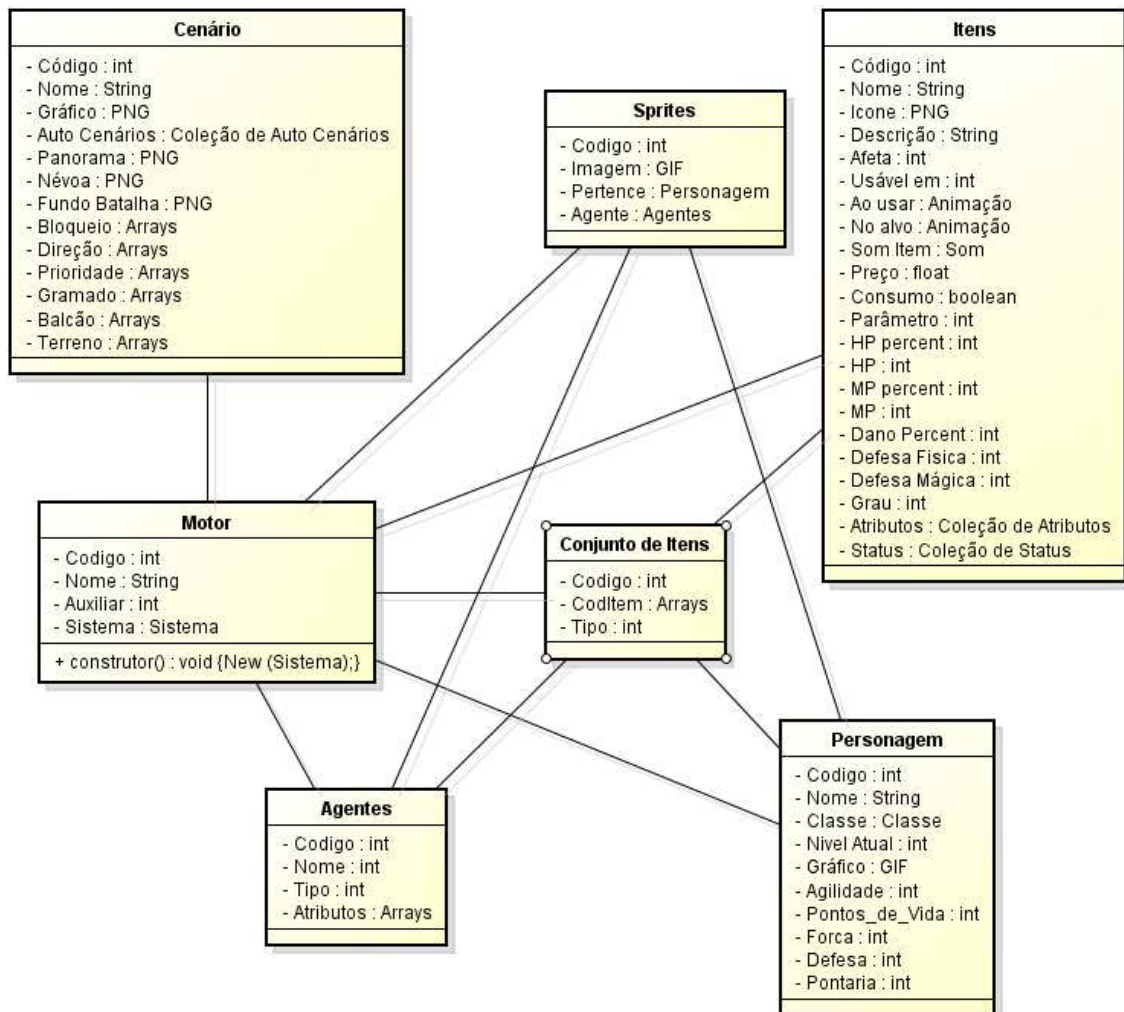 Cenário
- Código : int
- Nome : String
- Gráfico : PNG
- Auto Cenários : Coleção de Auto Cenários
- Panorama : PNG
- Névoa : PNG
- Fundo Batalha : PNG
- Bloqueio : Arrays
- Direção : Arrays
- Prioridade : Arrays
- Gramado : Arrays
- Balcão : Arrays
- Terreno : Arrays
Sprites
- Codigo : int
- Imagem : GIF
- Pertence : Personagem
- Agente : Agentes
Itens
- Código : int
- Nome : String
- Icone : PNG
- Descrição : String
- Afeta : int
- Usável em : int
- Ao usar : Animação
- No alvo : Animação
- Som Item : Som
- Preço : float
- Consumo : boolean
- Parâmetro : int
- HP percent : int
- HP : int
- MP percent : int
- MP : int
- Dano Percent : int
- Defesa Fisica : int
- Defesa Mágica : int
- Grau : int
- Atributos : Coleção de Atributos
- Status : Coleção de Status
Motor
- Codigo : int
- Nome : String
- Auxiliar : int
- Sistema : Sistema
+ construtor() : void {New (Sistema);}
Conjunto de Itens
- Codigo : int
- CodItem : Arrays
- Tipo : int
Agentes
- Codigo : int
- Nome : int
- Tipo : int
- Atributos : Arrays
Personagem
- Codigo : int
- Nome : String
- Classe : Classe
- Nivel Atual : int
- Gráfico : GIF
- Agilidade : int
- Pontos_de_Vida : int
- Forca : int
- Defesa : int
- Pontaria : int